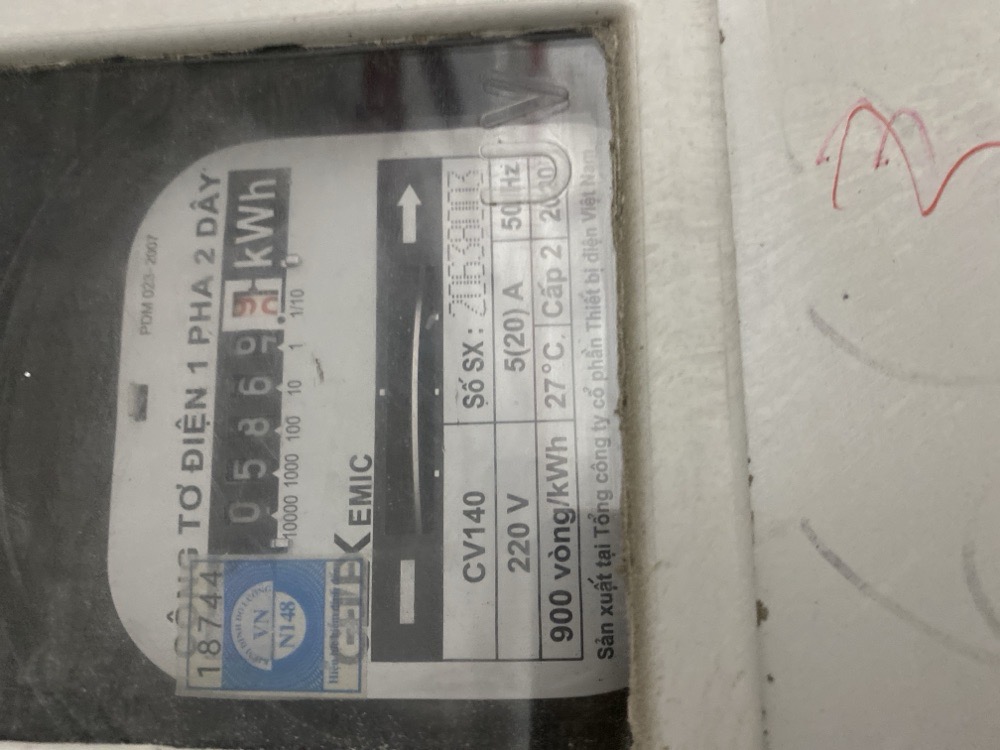 PDM 023- 2007
CÔNG TƠ ĐIỆN 1 PHA 2 DÂY
0 5 8 6 9 kWh
10000 1000 100 10 1 1/10
18744
VN
N148
EMIC
CV140 Số SX :
220 V 5(20) A 50 Hz
900 vòng/kWh 27°C Cấp 2
Sản xuất tại Tổng công ty cổ phần Thiết bị điện Việt Nam